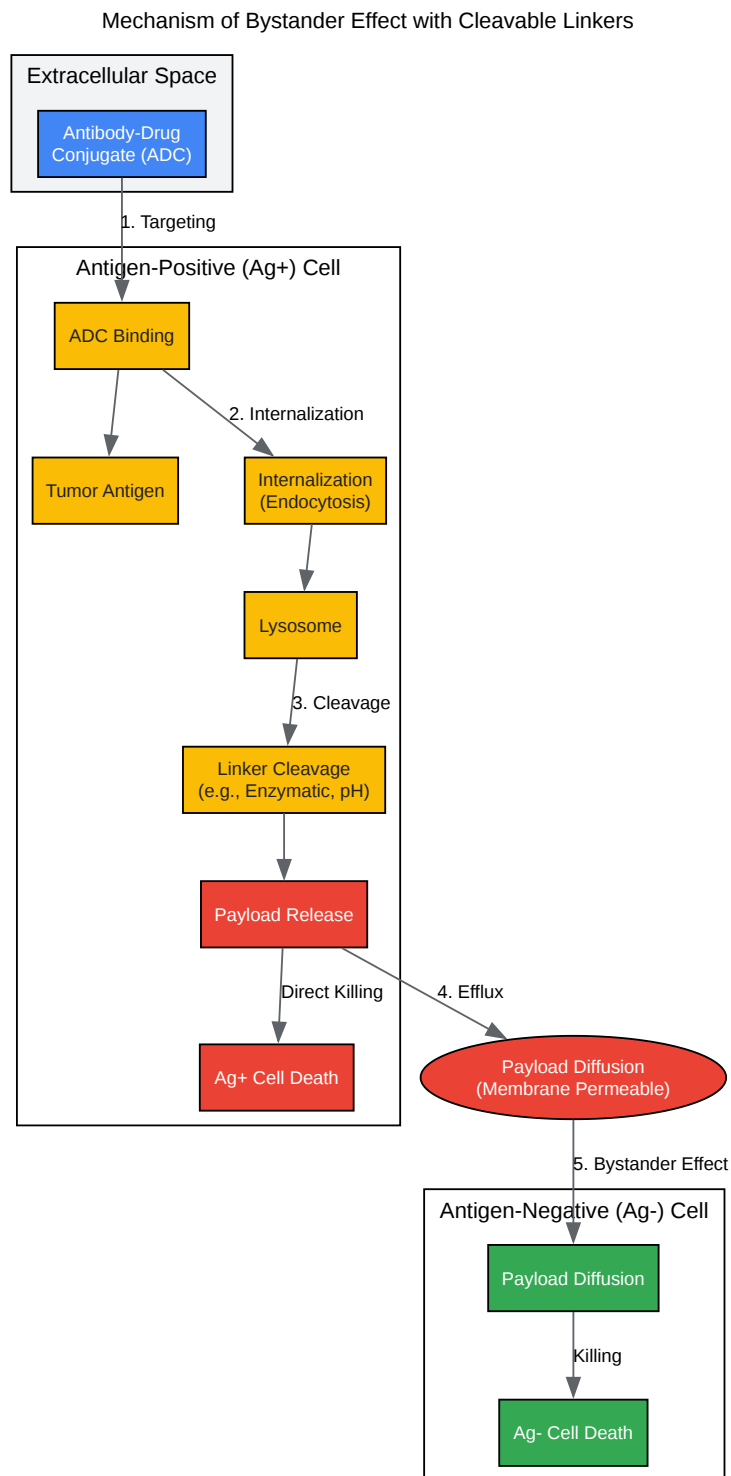 Mechanism of Bystander Effect with Cleavable Linkers
Extracellular Space
Antibody-Drug
Conjugate (ADC)
1. Targeting
Antigen-Positive (Ag+) Cell
ADC Binding
2. Internalization
Tumor Antigen
Internalization
(Endocytosis)
Lysosome
3. Cleavage
Linker Cleavage
(e.g., Enzymatic, pH)
Payload Release
Direct Killing
4. Efflux
Ag+ Cell Death
Payload Diffusion
(Membrane Permeable)
5. Bystander Effect
Antigen-Negative (Ag-) Cell
Payload Diffusion
Killing
Ag- Cell Death